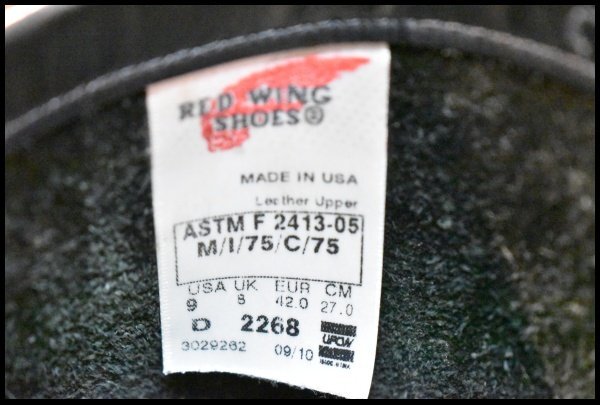 RED WING
SHOES®
MADE IN USA
Leather Upper
ASTM F 2413-05
M/I/75/C/75
USA UK EUR CM
9 8 42.0 27.0
D 2268 UFCW
3029262 09/10